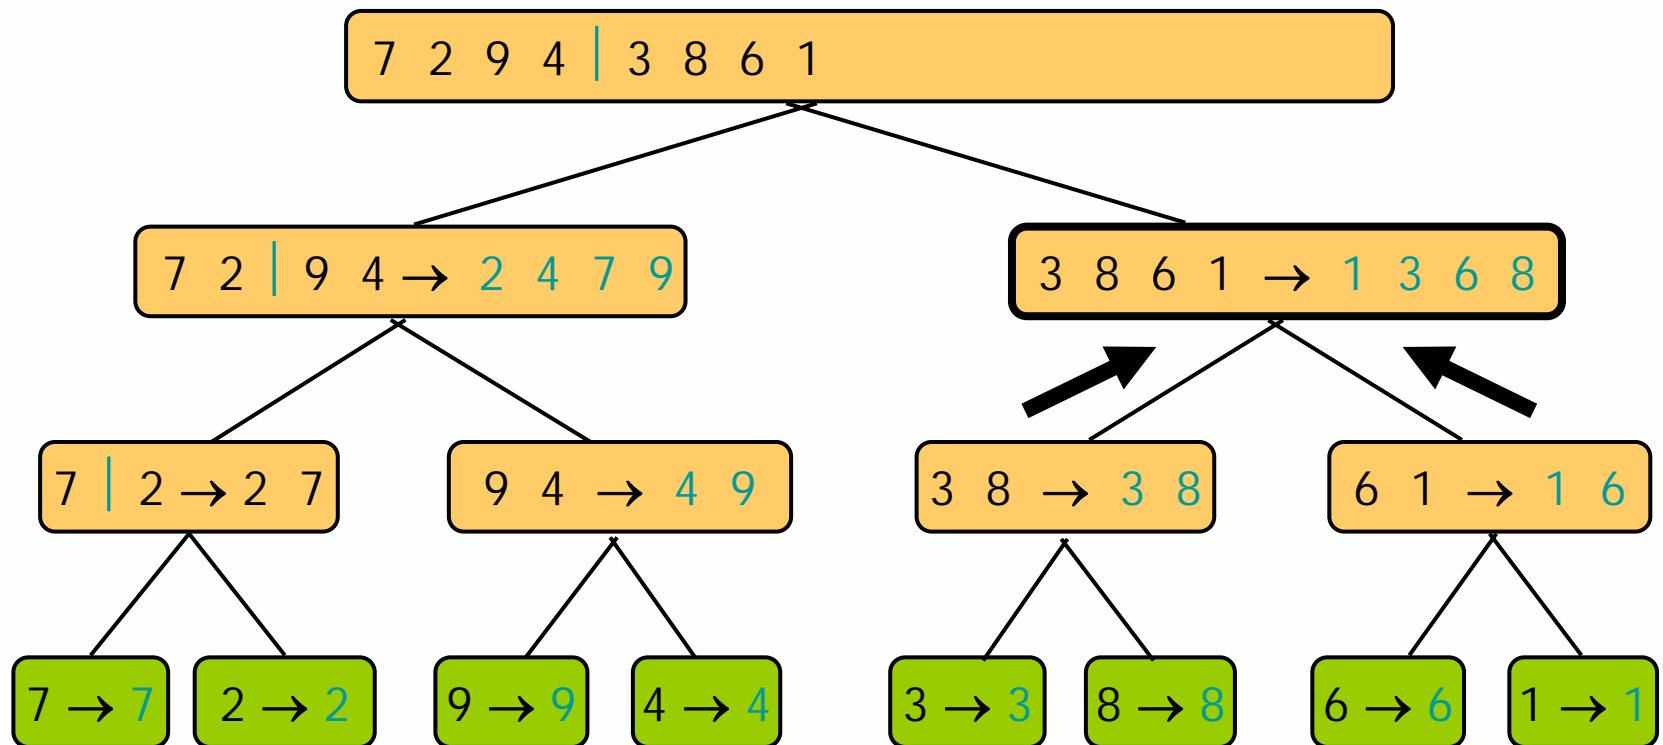 7 2 9 4 | 3 8 6 1
7 2 | 9 4 → 2 4 7 9
3 8 6 1 → 1 3 6 8
7 | 2 → 2 7
9 4 → 4 9
3 8 → 3 8
6 1 → 1 6
7 → 7
2 → 2
9 → 9
4 → 4
3 → 3
8 → 8
6 → 6
1 → 1